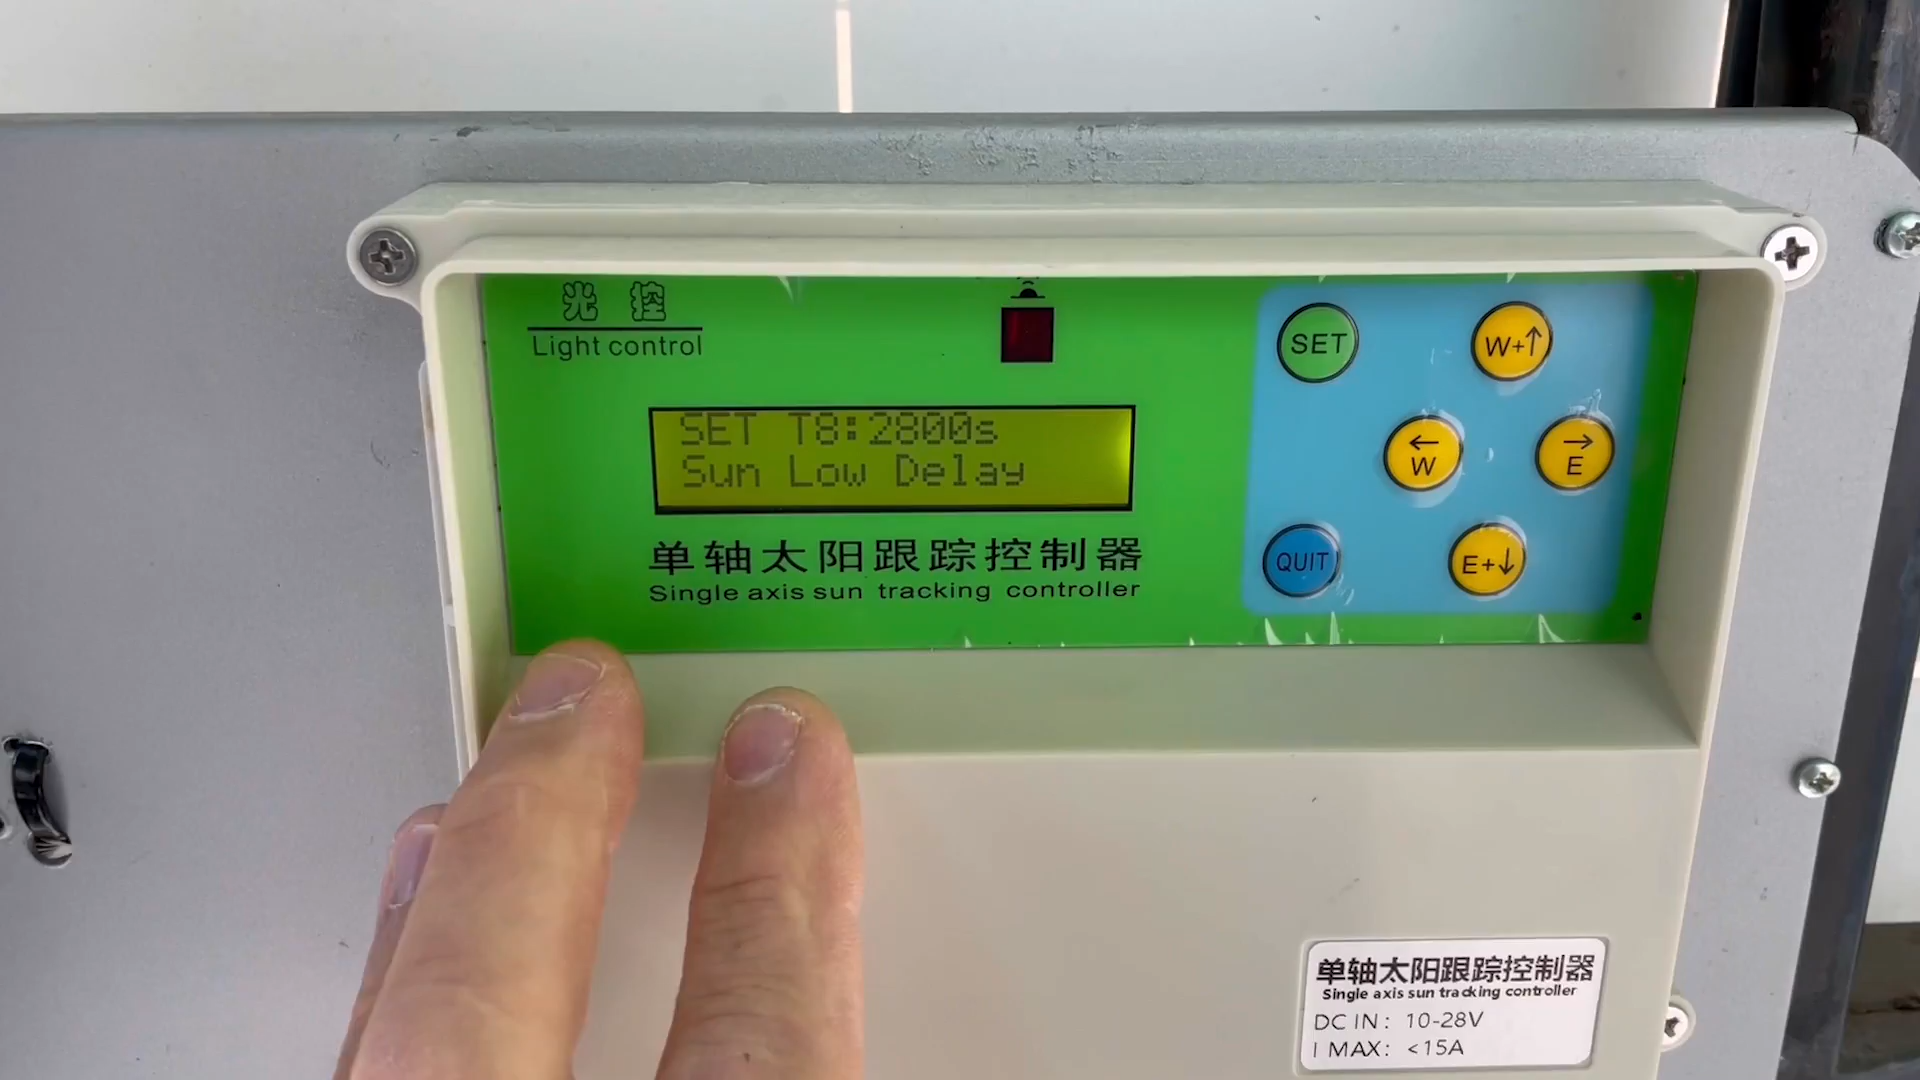 光 控
Light control
SET T8:2800s
Sun Low Delay
单轴太阳跟踪控制器
Single axis sun tracking controller
SET
W+↑
←
W
→
E
QUIT
E+↓
单轴太阳跟踪控制器
Single axis sun tracking controller
DC IN: 10-28V
I MAX: <15A